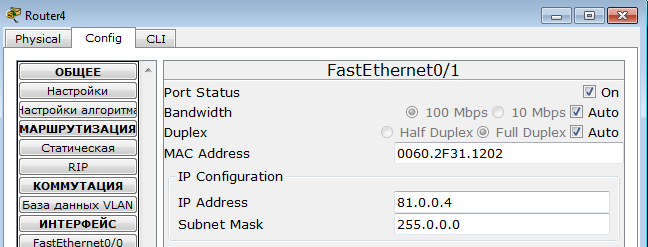 Router4
Physical Config CLI
ОБЩЕЕ
Настройки
Настройки алгоритма
МАРШРУТИЗАЦИЯ
Статическая
RIP
КОММУТАЦИЯ
База данных VLAN
ИНТЕРФЕЙС
FastEthernet0/0
FastEthernet0/1
Port Status On
Bandwidth 100 Mbps 10 Mbps Auto
Duplex Half Duplex Full Duplex Auto
MAC Address 0060.2F31.1202
IP Configuration
IP Address 81.0.0.4
Subnet Mask 255.0.0.0